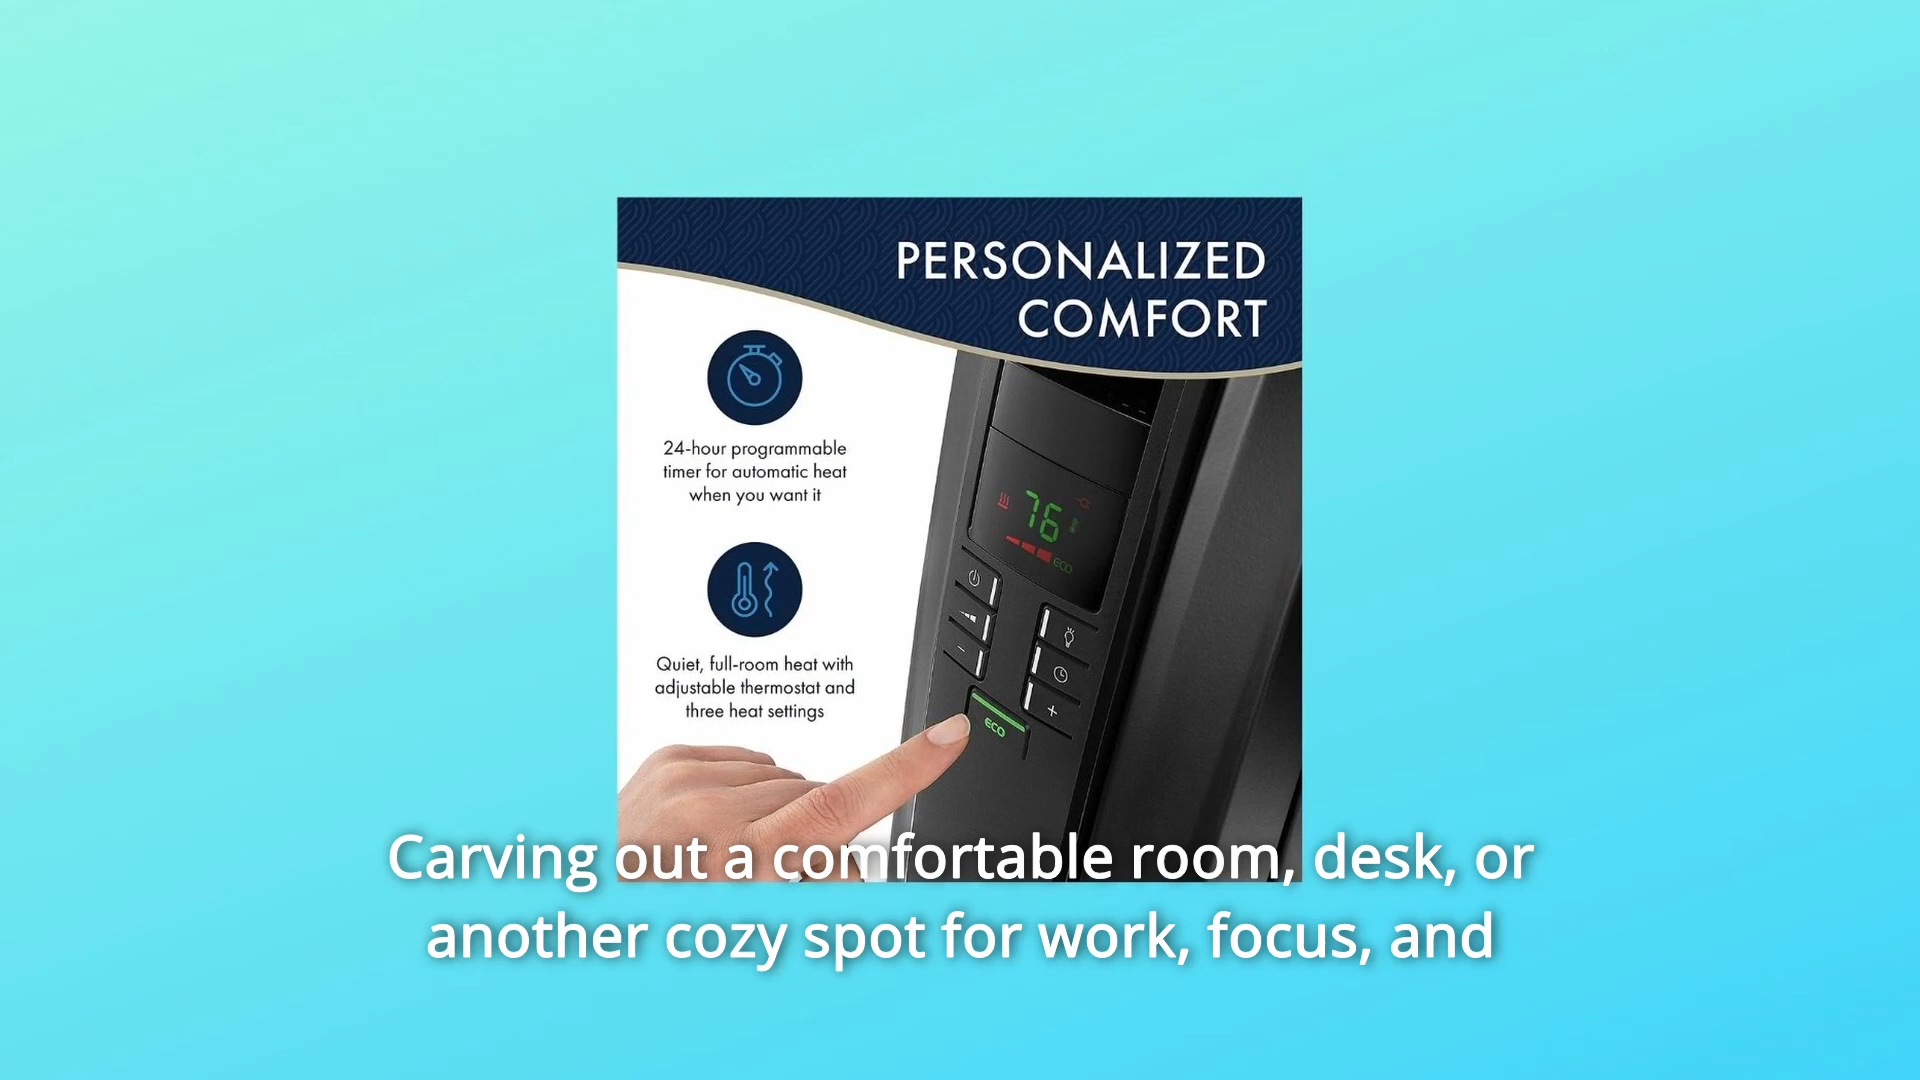 PERSONALIZED
COMFORT
24-hour programmable
timer for automatic heat
when you want it
76
ECO
Quiet, full-room heat with
adjustable thermostat and
three heat settings
ECO
Carving out a comfortable room, desk, or
another cozy spot for work, focus, and